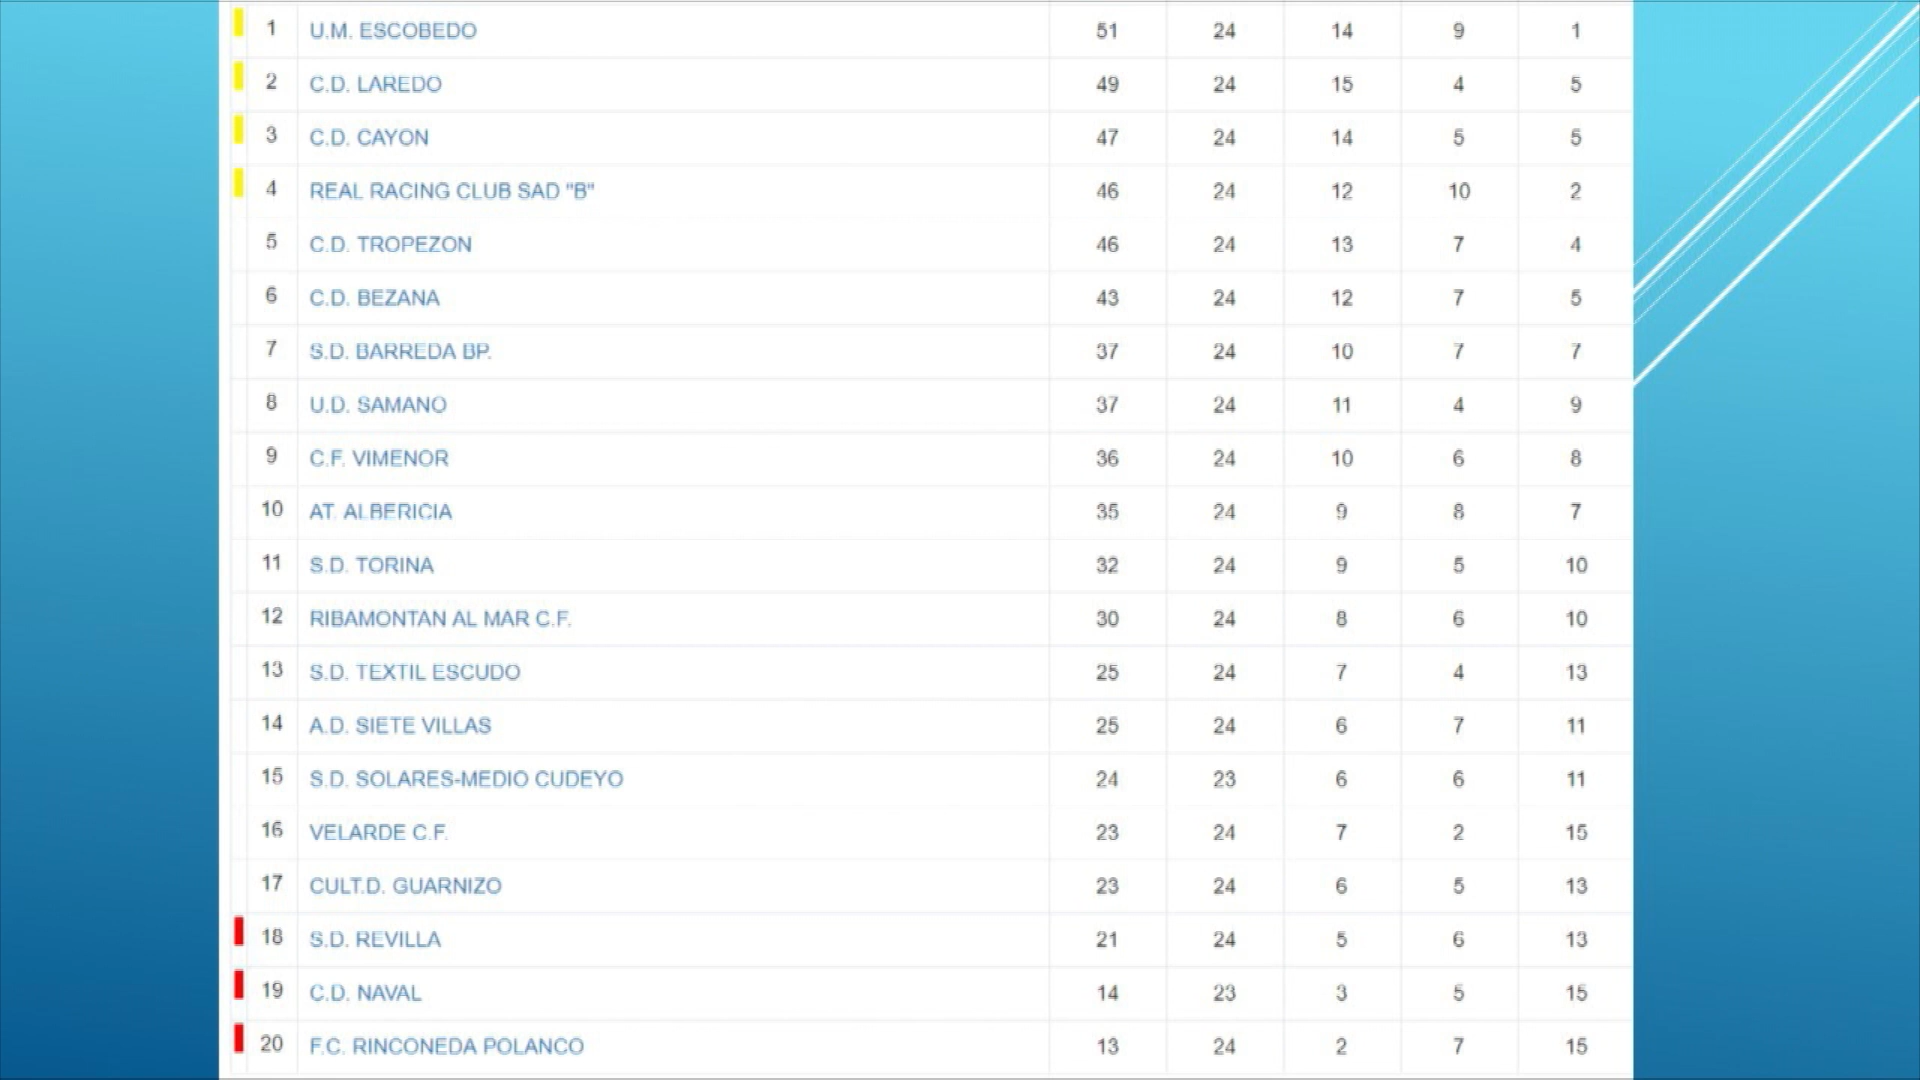 1 U.M. ESCOBEDO 51 24 14 9 1
2 C.D. LAREDO 49 24 15 4 5
3 C.D. CAYON 47 24 14 5 5
4 REAL RACING CLUB SAD "B" 46 24 12 10 2
5 C.D. TROPEZON 46 24 13 7 4
6 C.D. BEZANA 43 24 12 7 5
7 S.D. BARREDA BP. 37 24 10 7 7
8 U.D. SAMANO 37 24 11 4 9
9 C.F. VIMENOR 36 24 10 6 8
10 AT. ALBERICIA 35 24 9 8 7
11 S.D. TORINA 32 24 9 5 10
12 RIBAMONTAN AL MAR C.F. 30 24 8 6 10
13 S.D. TEXTIL ESCUDO 25 24 7 4 13
14 A.D. SIETE VILLAS 25 24 6 7 11
15 S.D. SOLARES-MEDIO CUDEYO 24 23 6 6 11
16 VELARDE C.F. 23 24 7 2 15
17 CULT.D. GUARNIZO 23 24 6 5 13
18 S.D. REVILLA 21 24 5 6 13
19 C.D. NAVAL 14 23 3 5 15
20 F.C. RINCONEDA POLANCO 13 24 2 7 15